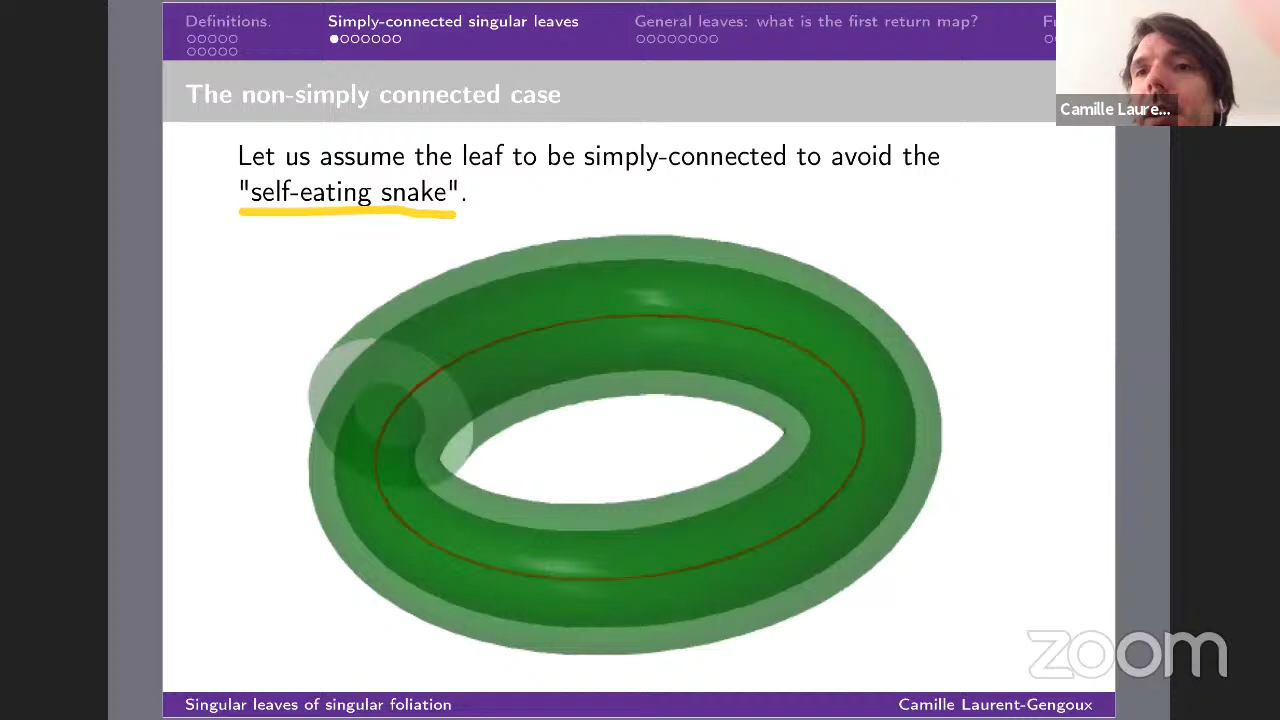 Definitions.
Simply-connected singular leaves
General leaves: what is the first return map?
The non-simply connected case
Camille Laure...
Let us assume the leaf to be simply-connected to avoid the
"self-eating snake".
zoom
Singular leaves of singular foliation
Camille Laurent-Gengoux